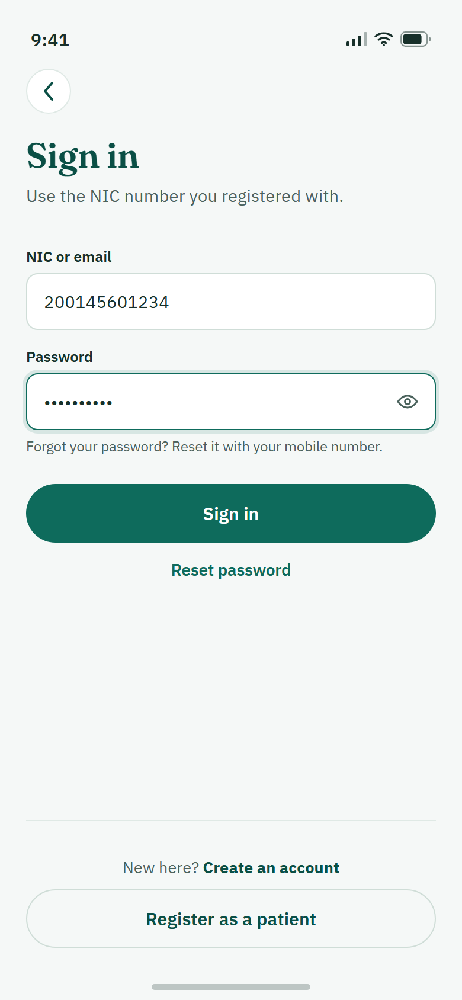 9:41
Sign in
Use the NIC number you registered with.
NIC or email
200145601234
Password
••••••••••
Forgot your password? Reset it with your mobile number.
Sign in
Reset password
New here? Create an account
Register as a patient